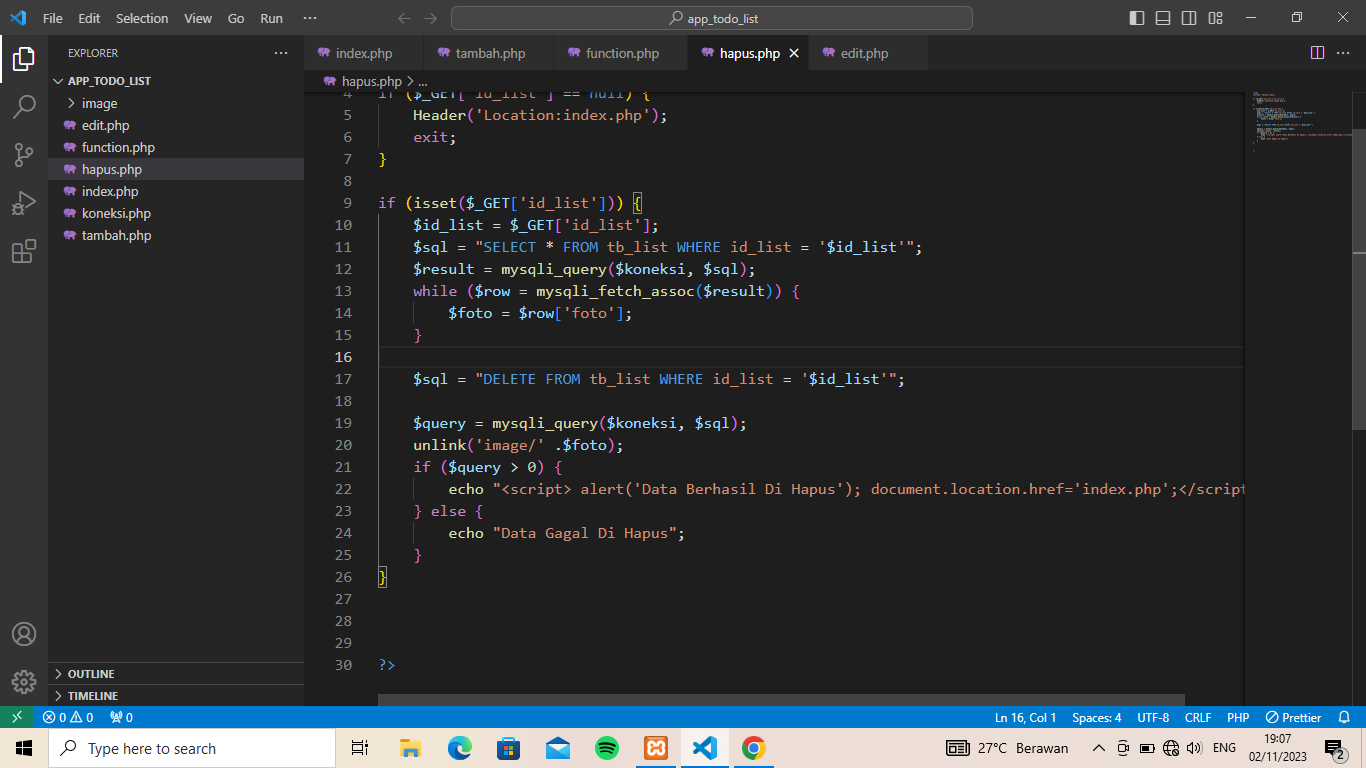 File Edit Selection View Go Run ··· app_todo_list
EXPLORER ···
index.php tambah.php function.php hapus.php edit.php ···
APP_TODO_LIST
image
edit.php
function.php
hapus.php
index.php
koneksi.php
tambah.php
OUTLINE
TIMELINE
hapus.php > ...
4 if ($_GET['id_list'] == null) {
5 Header('Location:index.php');
6 exit;
7 }
8
9 if (isset($_GET['id_list'])) {
10 $id_list = $_GET['id_list'];
11 $sql = "SELECT * FROM tb_list WHERE id_list = '$id_list'";
12 $result = mysqli_query($koneksi, $sql);
13 while ($row = mysqli_fetch_assoc($result)) {
14 $foto = $row['foto'];
15 }
16
17 $sql = "DELETE FROM tb_list WHERE id_list = '$id_list'";
18
19 $query = mysqli_query($koneksi, $sql);
20 unlink('image/' .$foto);
21 if ($query > 0) {
22 echo "<script> alert('Data Berhasil Di Hapus'); document.location.href='index.php';</script
23 } else {
24 echo "Data Gagal Di Hapus";
25 }
26 }
27
28
29
30 ?>
0 0 0 Ln 16, Col 1 Spaces: 4 UTF-8 CRLF PHP Prettier
Type here to search 27°C Berawan ENG 19:07
02/11/2023 2